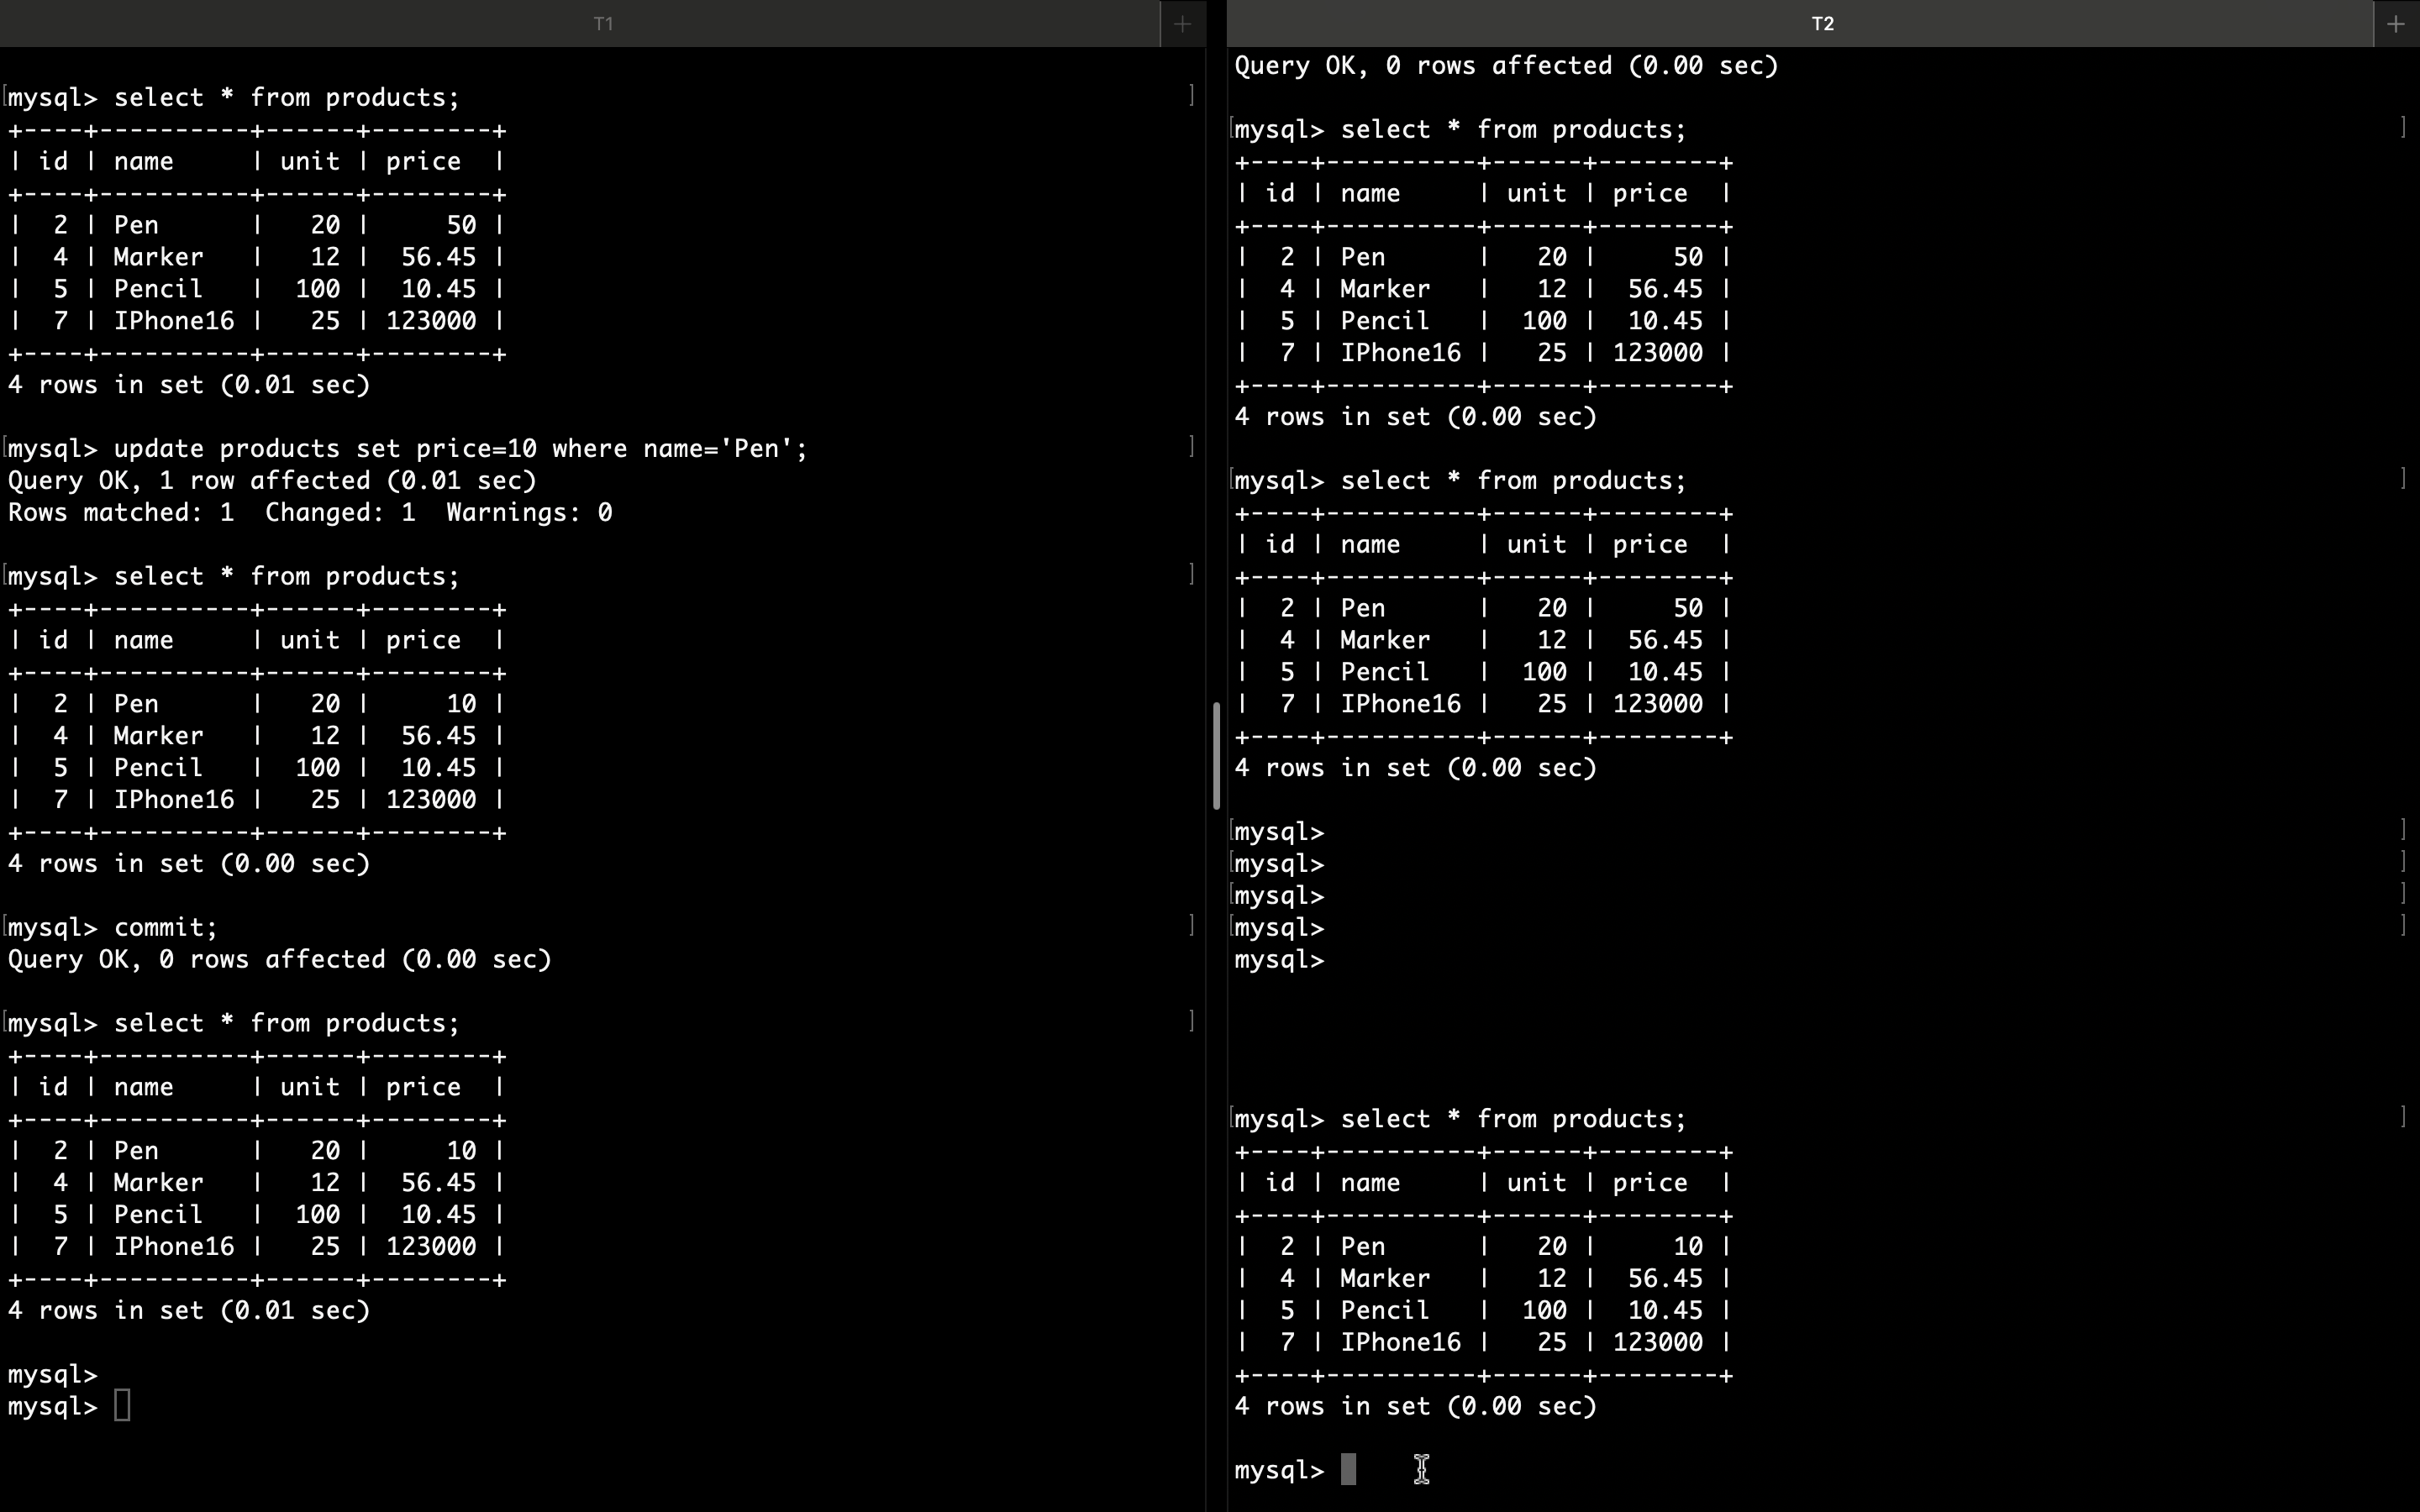 T1
mysql> select * from products;
+----+----------+------+--------+
| id | name     | unit | price  |
+----+----------+------+--------+
|  2 | Pen      |   20 |     50 |
|  4 | Marker   |   12 |  56.45 |
|  5 | Pencil   |  100 |  10.45 |
|  7 | IPhone16 |   25 | 123000 |
+----+----------+------+--------+
4 rows in set (0.01 sec)
mysql> update products set price=10 where name='Pen';
Query OK, 1 row affected (0.01 sec)
Rows matched: 1  Changed: 1  Warnings: 0
mysql> select * from products;
+----+----------+------+--------+
| id | name     | unit | price  |
+----+----------+------+--------+
|  2 | Pen      |   20 |     10 |
|  4 | Marker   |   12 |  56.45 |
|  5 | Pencil   |  100 |  10.45 |
|  7 | IPhone16 |   25 | 123000 |
+----+----------+------+--------+
4 rows in set (0.00 sec)
mysql> commit;
Query OK, 0 rows affected (0.00 sec)
mysql> select * from products;
+----+----------+------+--------+
| id | name     | unit | price  |
+----+----------+------+--------+
|  2 | Pen      |   20 |     10 |
|  4 | Marker   |   12 |  56.45 |
|  5 | Pencil   |  100 |  10.45 |
|  7 | IPhone16 |   25 | 123000 |
+----+----------+------+--------+
4 rows in set (0.01 sec)
mysql>
mysql>
T2
Query OK, 0 rows affected (0.00 sec)
mysql> select * from products;
+----+----------+------+--------+
| id | name     | unit | price  |
+----+----------+------+--------+
|  2 | Pen      |   20 |     50 |
|  4 | Marker   |   12 |  56.45 |
|  5 | Pencil   |  100 |  10.45 |
|  7 | IPhone16 |   25 | 123000 |
+----+----------+------+--------+
4 rows in set (0.00 sec)
mysql> select * from products;
+----+----------+------+--------+
| id | name     | unit | price  |
+----+----------+------+--------+
|  2 | Pen      |   20 |     50 |
|  4 | Marker   |   12 |  56.45 |
|  5 | Pencil   |  100 |  10.45 |
|  7 | IPhone16 |   25 | 123000 |
+----+----------+------+--------+
4 rows in set (0.00 sec)
mysql>
mysql>
mysql>
mysql>
mysql>
mysql> select * from products;
+----+----------+------+--------+
| id | name     | unit | price  |
+----+----------+------+--------+
|  2 | Pen      |   20 |     10 |
|  4 | Marker   |   12 |  56.45 |
|  5 | Pencil   |  100 |  10.45 |
|  7 | IPhone16 |   25 | 123000 |
+----+----------+------+--------+
4 rows in set (0.00 sec)
mysql>